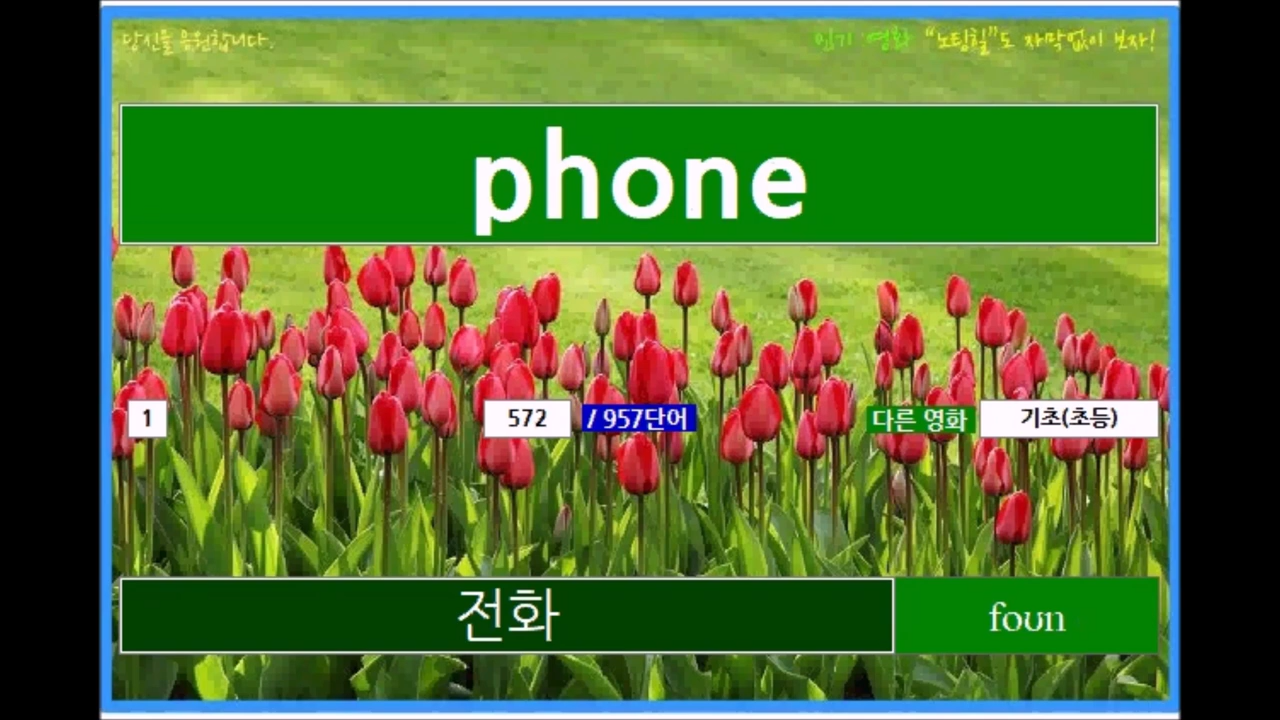 당신을 응원합니다.
인기 영화 "노팅힐"도 자막없이 보자!
phone
1
572
/ 957단어
다른 영화
기초(초등)
전화
foun